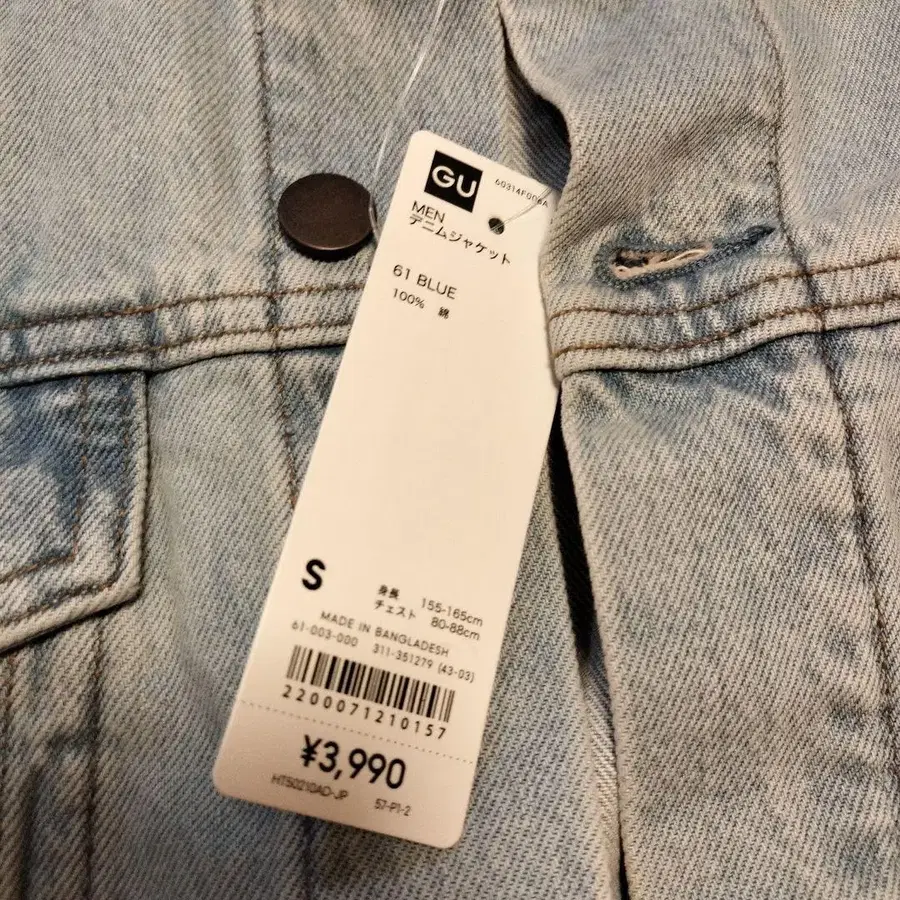 GU
60314F006A
MEN
デニムジャケット
61 BLUE
100% 綿
S
身長 155-165cm
チェスト 80-88cm
MADE IN BANGLADESH
61-003-000 311-351279 (43-03)
2200071210157
¥3,990
HTS0210AO-JP 57-P1-2